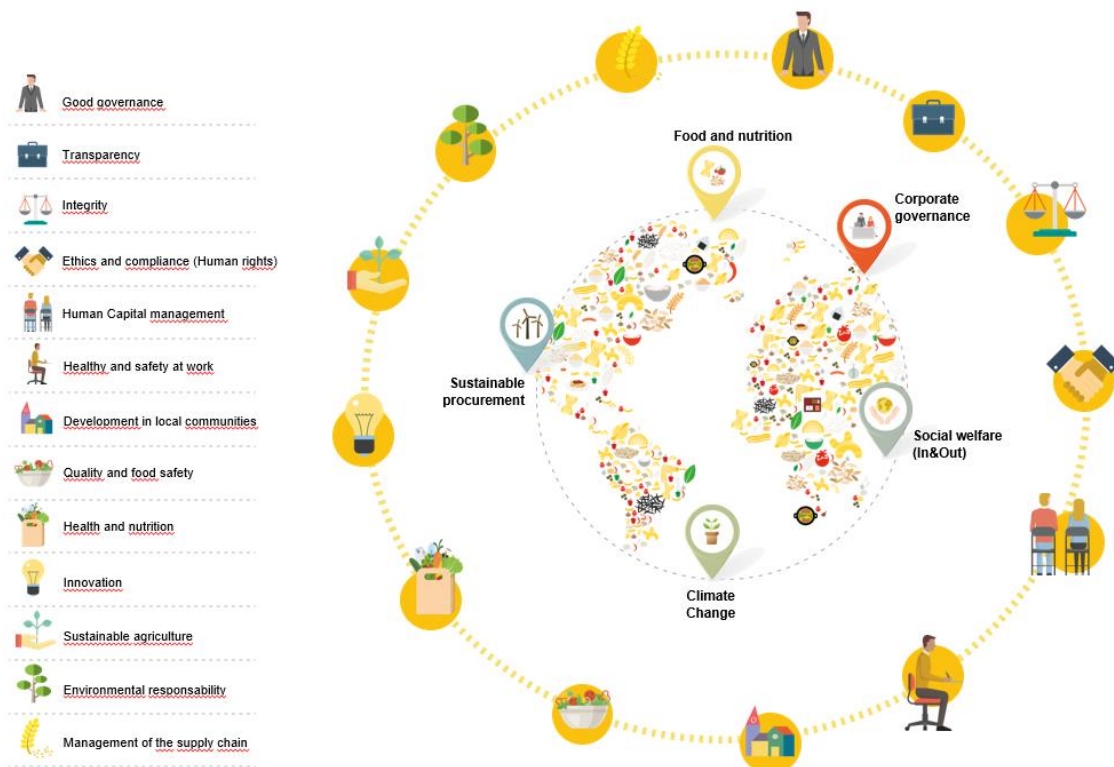 Good governance
Transparency
Integrity
Ethics and compliance (Human rights)
Human Capital management
Healthy and safety at work
Development in local communities
Quality and food safety
Health and nutrition
Innovation
Sustainable agriculture
Environmental responsability
Management of the supply chain
Food and nutrition
Corporate
governance
Sustainable
procurement
Social welfare
(In&Out)
Climate
Change